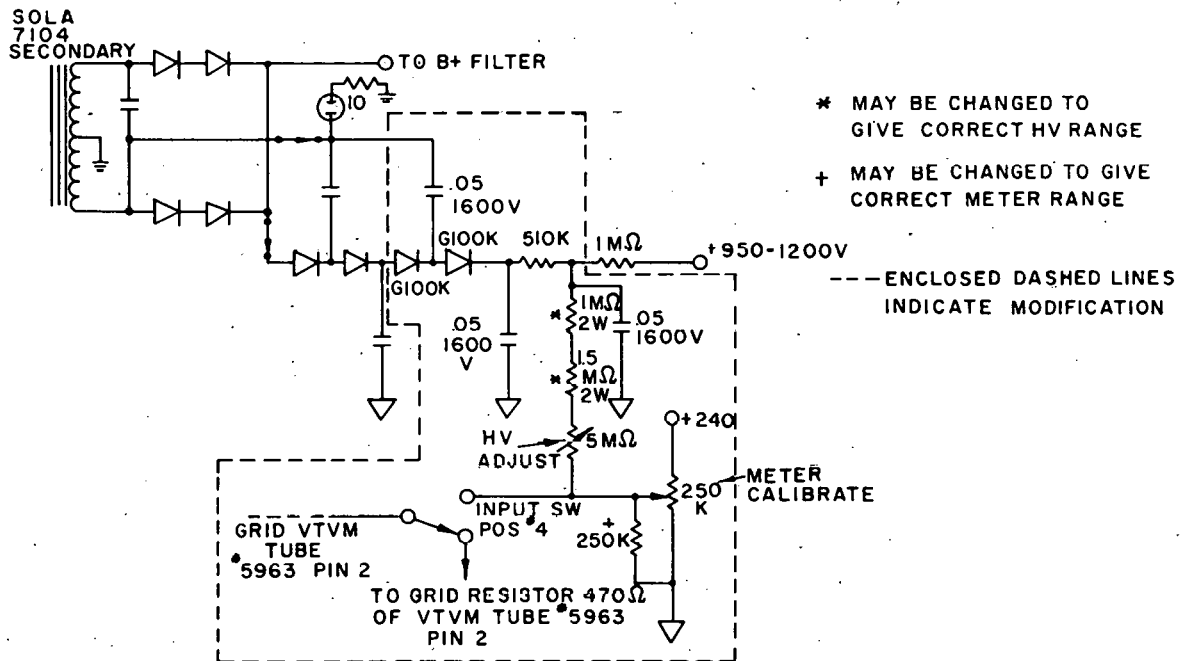 SOLA
7104
SECONDARY
TO B+ FILTER
10
.05
1600V
G100K
510K
1MΩ
+950-1200V
G100K
.05
1600
V
*
1MΩ
2W
.05
1600V
*
1.5
MΩ
2W
HV
ADJUST
5MΩ
+240
METER
CALIBRATE
250
K
INPUT SW
POS #4
+
250K
GRID VTVM
TUBE
#5963 PIN 2
TO GRID RESISTOR 470Ω
OF VTVM TUBE #5963
PIN 2
* MAY BE CHANGED TO
GIVE CORRECT HV RANGE
+ MAY BE CHANGED TO GIVE
CORRECT METER RANGE
----ENCLOSED DASHED LINES
INDICATE MODIFICATION